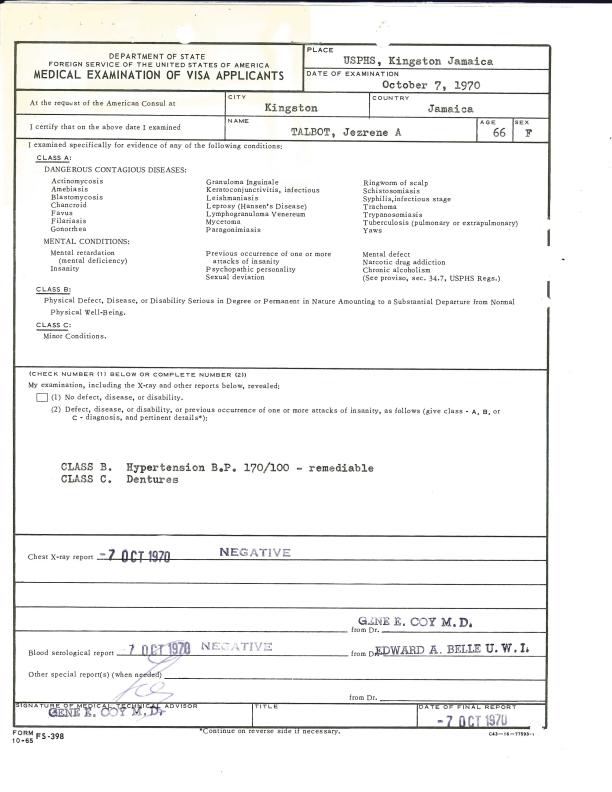 DEPARTMENT OF STATE
FOREIGN SERVICE OF THE UNITED STATES OF AMERICA
MEDICAL EXAMINATION OF VISA APPLICANTS
PLACE
USPHS, Kingston Jamaica
DATE OF EXAMINATION
October 7, 1970
At the request of the American Consul at
CITY
Kingston
COUNTRY
Jamaica
I certify that on the above date I examined
NAME
TALBOT, Jezrene A
AGE
66
SEX
F
I examined specifically for evidence of any of the following conditions:
CLASS A:
DANGEROUS CONTAGIOUS DISEASES:
Actinomycosis
Amebiasis
Blastomycosis
Chancroid
Favus
Filariasis
Gonorrhea
Granuloma Inguinale
Keratoconjunctivitis, infectious
Leishmaniasis
Leprosy (Hansen's Disease)
Lymphogranuloma Venereum
Mycetoma
Paragonimiasis
Ringworm of scalp
Schistosomiasis
Syphilis, infectious stage
Trachoma
Trypanosomiasis
Tuberculosis (pulmonary or extrapulmonary)
Yaws
MENTAL CONDITIONS:
Mental retardation
(mental deficiency)
Insanity
Previous occurrence of one or more
attacks of insanity
Psychopathic personality
Sexual deviation
Mental defect
Narcotic drug addiction
Chronic alcoholism
(See proviso, sec. 34.7, USPHS Regs.)
CLASS B:
Physical Defect, Disease, or Disability Serious in Degree or Permanent in Nature Amounting to a Substantial Departure from Normal
Physical Well-Being.
CLASS C:
Minor Conditions.
(CHECK NUMBER (1) BELOW OR COMPLETE NUMBER (2))
My examination, including the X-ray and other reports below, revealed:
(1) No defect, disease, or disability.
(2) Defect, disease, or disability, or previous occurrence of one or more attacks of insanity, as follows (give class - A, B, or
C - diagnosis, and pertinent details*):
CLASS B. Hypertension B.P. 170/100 - remediable
CLASS C. Dentures
Chest X-ray report -7 OCT 1970 NEGATIVE
GENE E. COY M.D.
from Dr.
Blood serological report -7 OCT 1970 NEGATIVE
from Dr. EDWARD A. BELLE U.W.I.
Other special report(s) (when needed)
from Dr.
SIGNATURE OF MEDICAL TECHNICAL ADVISOR
GENE E. COY M.D.
TITLE
DATE OF FINAL REPORT
-7 OCT 1970
FORM FS-398
10-65
*Continue on reverse side if necessary.